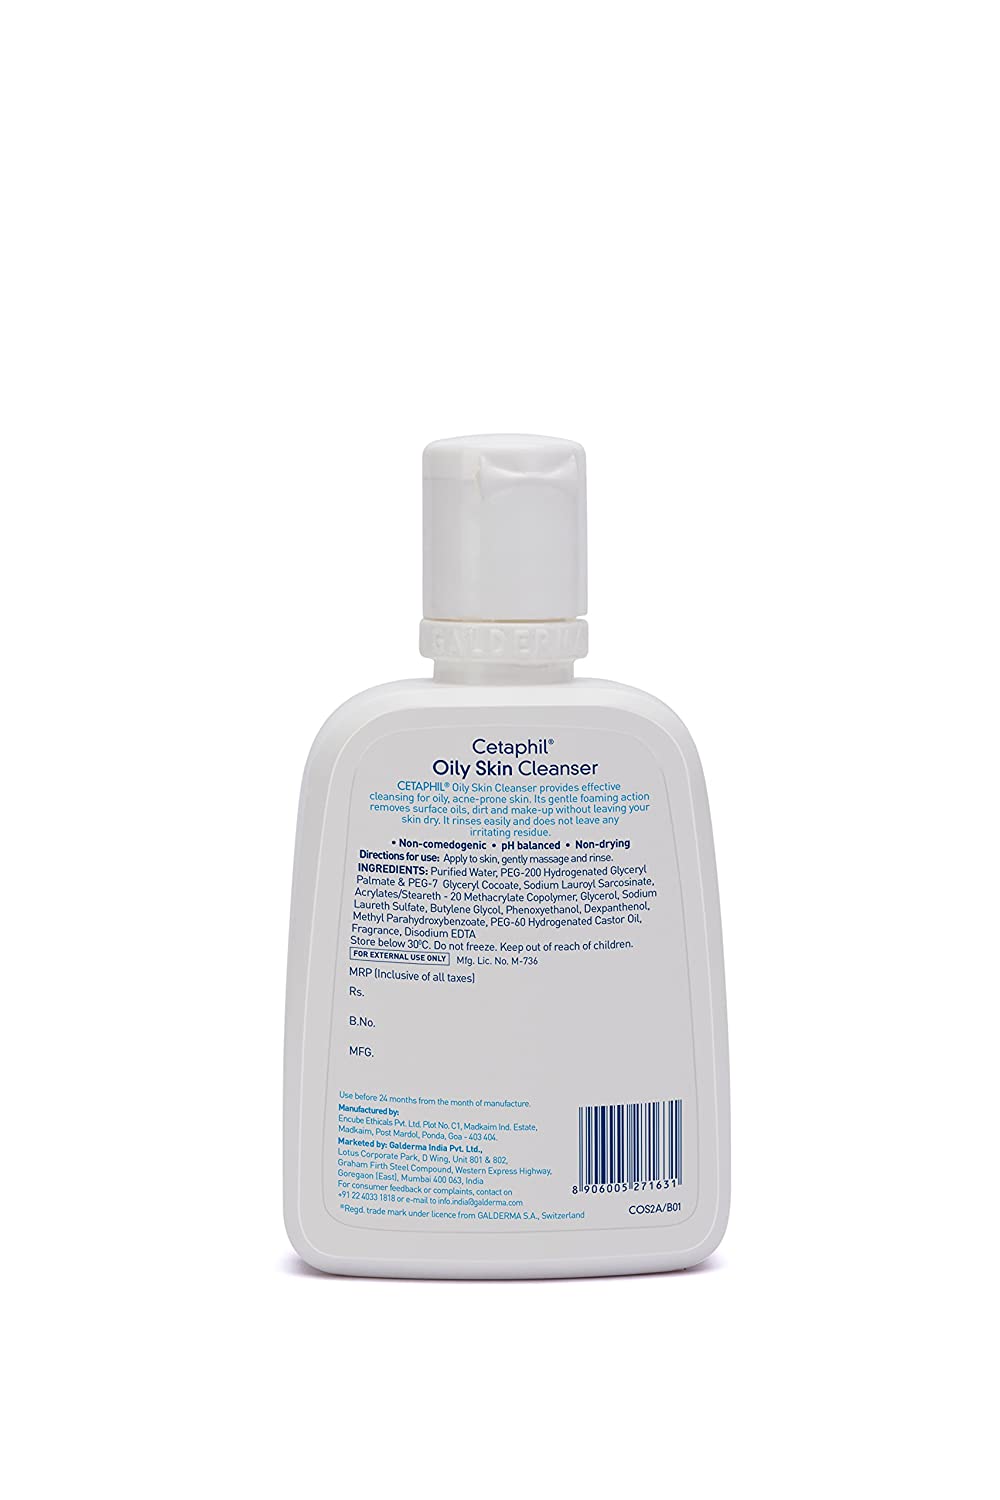 GALDERMA
Cetaphil®
Oily Skin Cleanser
CETAPHIL® Oily Skin Cleanser provides effective
cleansing for oily, acne-prone skin. Its gentle foaming action
removes surface oils, dirt and make-up without leaving your
skin dry. It rinses easily and does not leave any
irritating residue.
• Non-comedogenic • pH balanced • Non-drying
Directions for use: Apply to skin, gently massage and rinse.
INGREDIENTS: Purified Water, PEG-200 Hydrogenated Glyceryl
Palmate & PEG-7 Glyceryl Cocoate, Sodium Lauroyl Sarcosinate,
Acrylates/Steareth - 20 Methacrylate Copolymer, Glycerol, Sodium
Laureth Sulfate, Butylene Glycol, Phenoxyethanol, Dexpanthenol,
Methyl Parahydroxybenzoate, PEG-60 Hydrogenated Castor Oil,
Fragrance, Disodium EDTA
Store below 30°C. Do not freeze. Keep out of reach of children.
FOR EXTERNAL USE ONLY Mfg. Lic. No. M-736
MRP (Inclusive of all taxes)
Rs.
B.No.
MFG.
Use before 24 months from the month of manufacture.
Manufactured by:
Encube Ethicals Pvt. Ltd. Plot No. C1, Madkaim Ind. Estate,
Madkaim, Post Mardol, Ponda, Goa - 403 404.
Marketed by: Galderma India Pvt. Ltd.,
Lotus Corporate Park, D Wing, Unit 801 & 802,
Graham Firth Steel Compound, Western Express Highway,
Goregaon (East), Mumbai 400 063, India
For consumer feedback or complaints, contact on
+91 22 4033 1818 or e-mail to info.india@galderma.com
*Regd. trade mark under licence from GALDERMA S.A., Switzerland
8 906005 271631
COS2A/B01